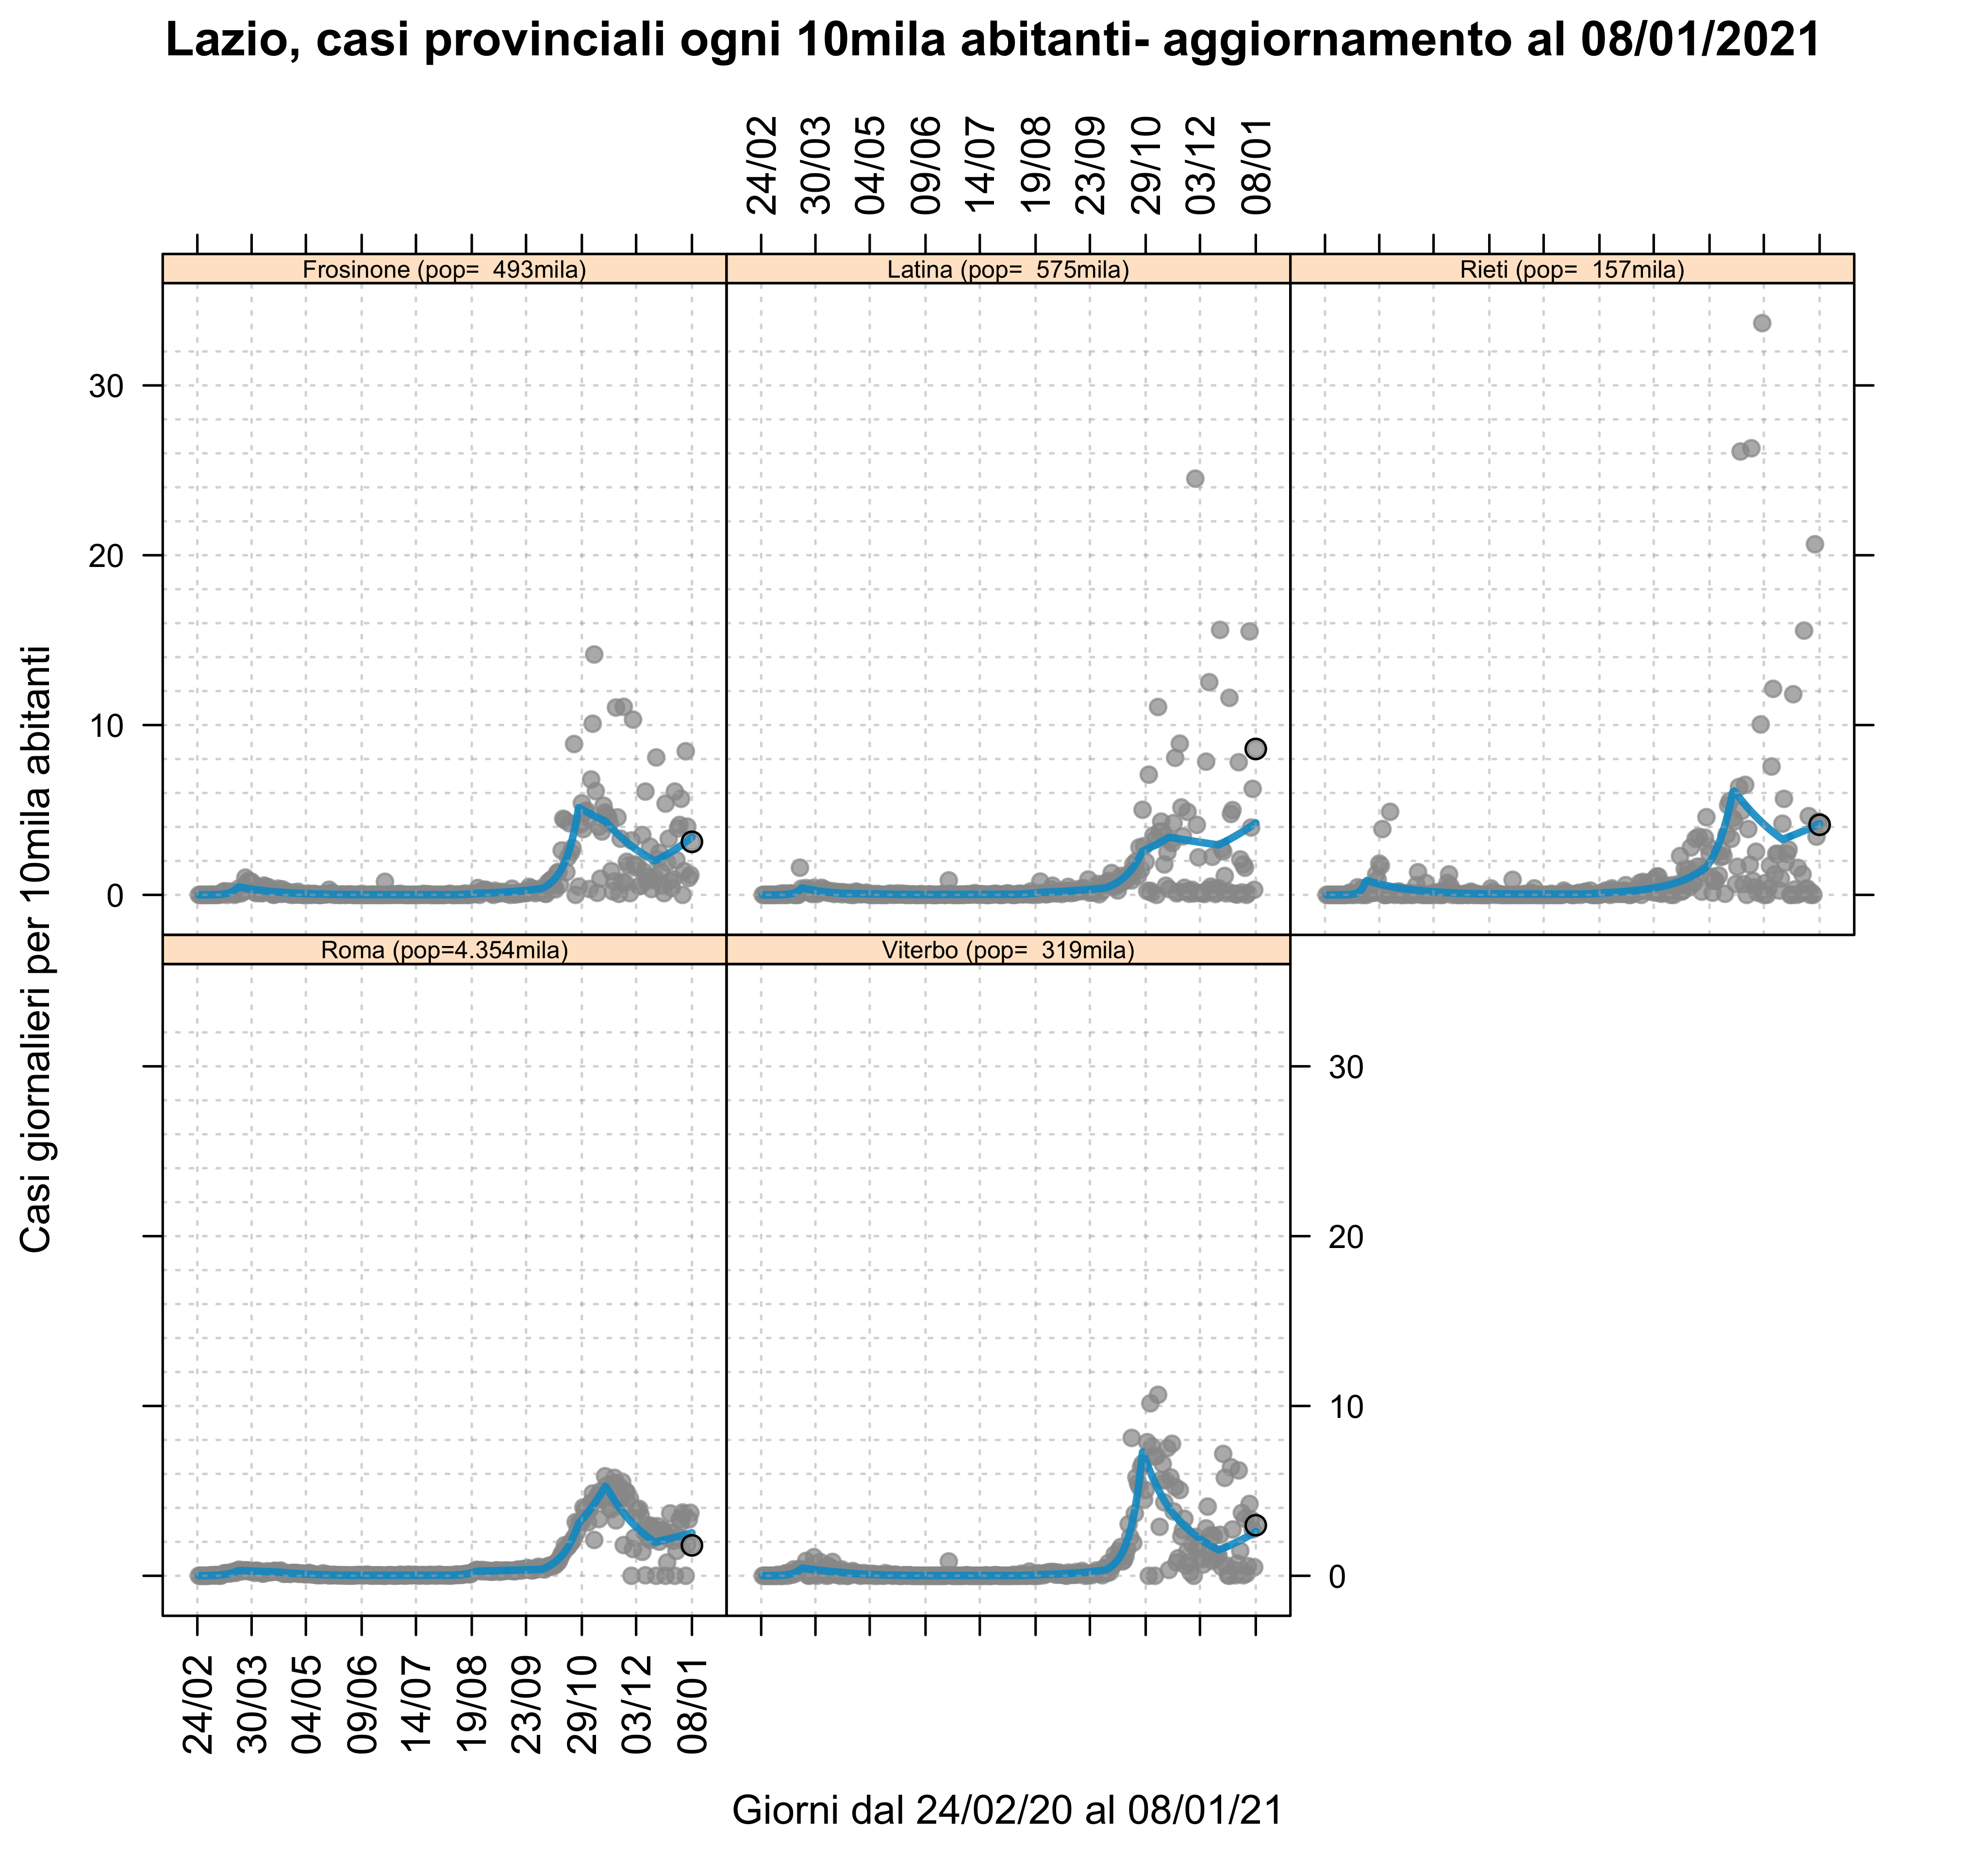 Lazio, casi provinciali ogni 10mila abitanti- aggiornamento al 08/01/2021
24/02 30/03 04/05 09/06 14/07 19/08 23/09 29/10 03/12 08/01
Frosinone (pop=  493mila)
Latina (pop=  575mila)
Rieti (pop=  157mila)
30
20
10
0
Casi giornalieri per 10mila abitanti
Roma (pop=4.354mila)
Viterbo (pop=  319mila)
30
20
10
0
24/02 30/03 04/05 09/06 14/07 19/08 23/09 29/10 03/12 08/01
Giorni dal 24/02/20 al 08/01/21